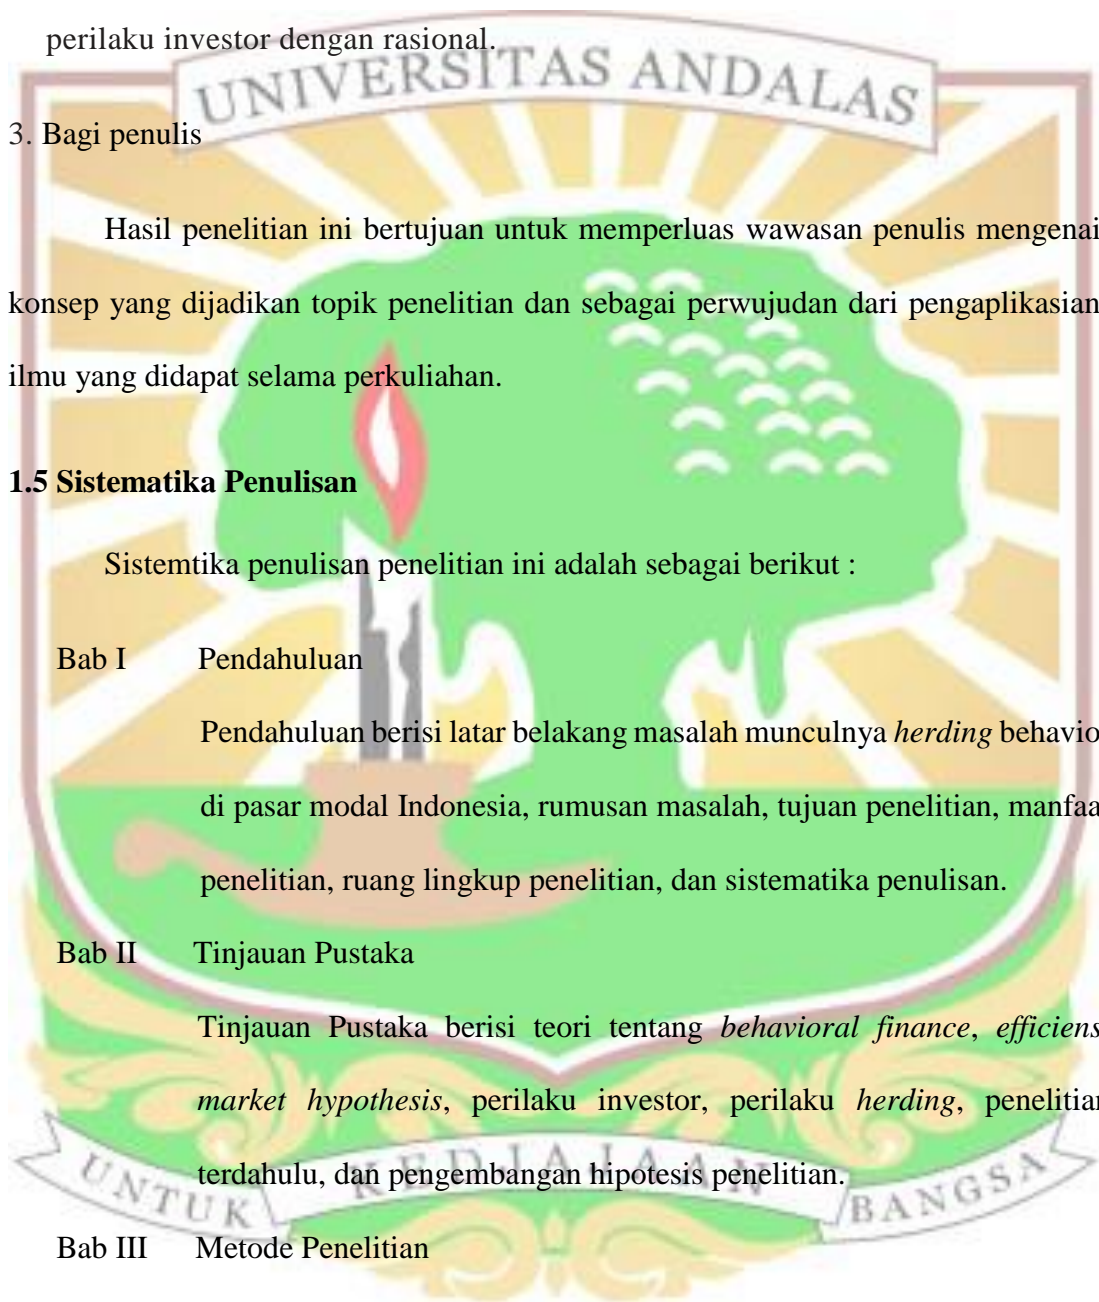 perilaku investor dengan rasional.
UNIVERSITAS ANDALAS
3. Bagi penulis
Hasil penelitian ini bertujuan untuk memperluas wawasan penulis mengenai
konsep yang dijadikan topik penelitian dan sebagai perwujudan dari pengaplikasian
ilmu yang didapat selama perkuliahan.
1.5 Sistematika Penulisan
Sistemtika penulisan penelitian ini adalah sebagai berikut :
Bab I Pendahuluan
Pendahuluan berisi latar belakang masalah munculnya herding behavio
di pasar modal Indonesia, rumusan masalah, tujuan penelitian, manfaa
penelitian, ruang lingkup penelitian, dan sistematika penulisan.
Bab II Tinjauan Pustaka
Tinjauan Pustaka berisi teori tentang behavioral finance, efficiens
market hypothesis, perilaku investor, perilaku herding, penelitian
terdahulu, dan pengembangan hipotesis penelitian.
UNTUK KEDJAJAAN BANGSA
Bab III Metode Penelitian